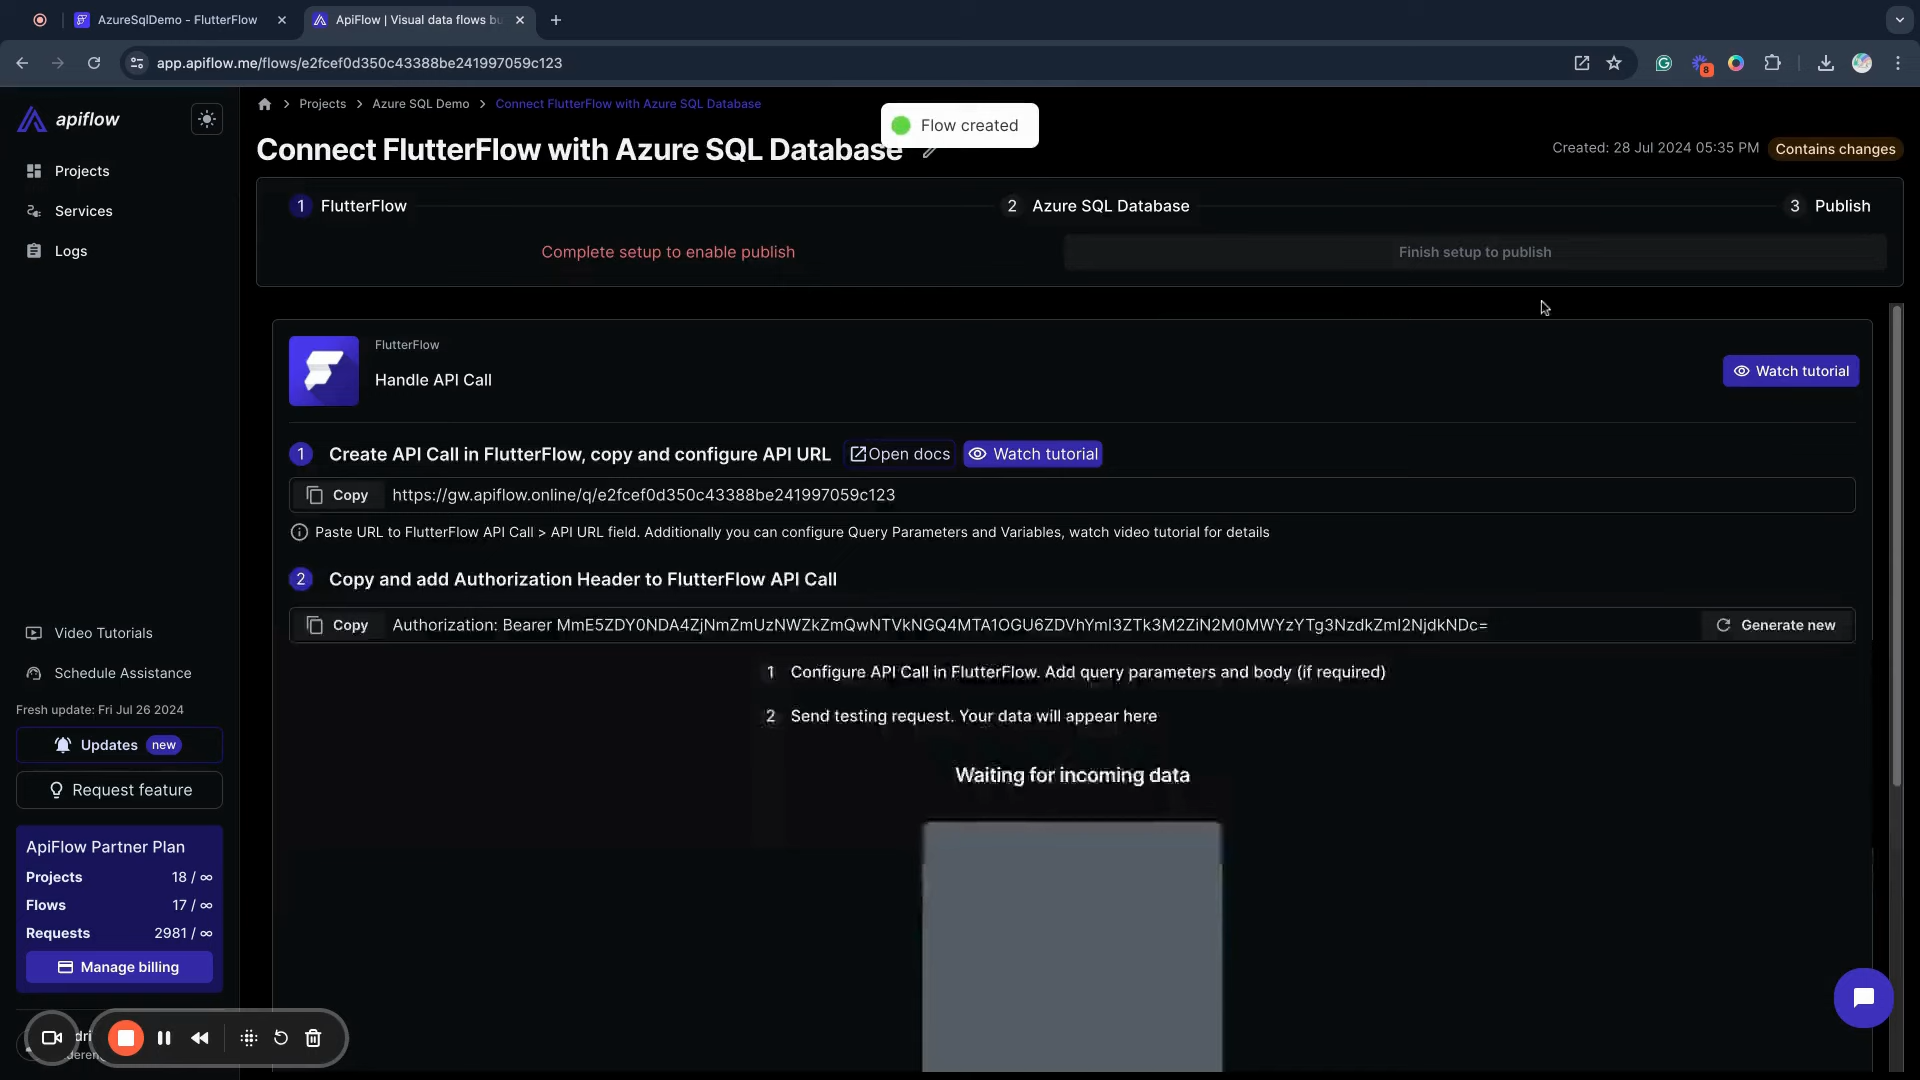 AzureSqlDemo - FlutterFlow
ApiFlow | Visual data flows bu
app.apiflow.me/flows/e2fcef0d350c43388be241997059c123
8
apiflow
Projects
Services
Logs
Projects > Azure SQL Demo > Connect FlutterFlow with Azure SQL Database
Flow created
Connect FlutterFlow with Azure SQL Database
Created: 28 Jul 2024 05:35 PM
Contains changes
1 FlutterFlow
2 Azure SQL Database
3 Publish
Complete setup to enable publish
Finish setup to publish
FlutterFlow
Handle API Call
Watch tutorial
1 Create API Call in FlutterFlow, copy and configure API URL
Open docs
Watch tutorial
Copy https://gw.apiflow.online/q/e2fcef0d350c43388be241997059c123
Paste URL to FlutterFlow API Call > API URL field. Additionally you can configure Query Parameters and Variables, watch video tutorial for details
2 Copy and add Authorization Header to FlutterFlow API Call
Copy Authorization: Bearer MmE5ZDY0NDA4ZjNmZmUzNWZkZmQwNTVkNGQ4MTA1OGU6ZDVhYmI3ZTk3M2ZiN2M0MWYzYTg3NzdkZmI2NjdkNDc=
Generate new
1 Configure API Call in FlutterFlow. Add query parameters and body (if required)
2 Send testing request. Your data will appear here
Waiting for incoming data
Video Tutorials
Schedule Assistance
Fresh update: Fri Jul 26 2024
Updates new
Request feature
ApiFlow Partner Plan
Projects 18 / ∞
Flows 17 / ∞
Requests 2981 / ∞
Manage billing